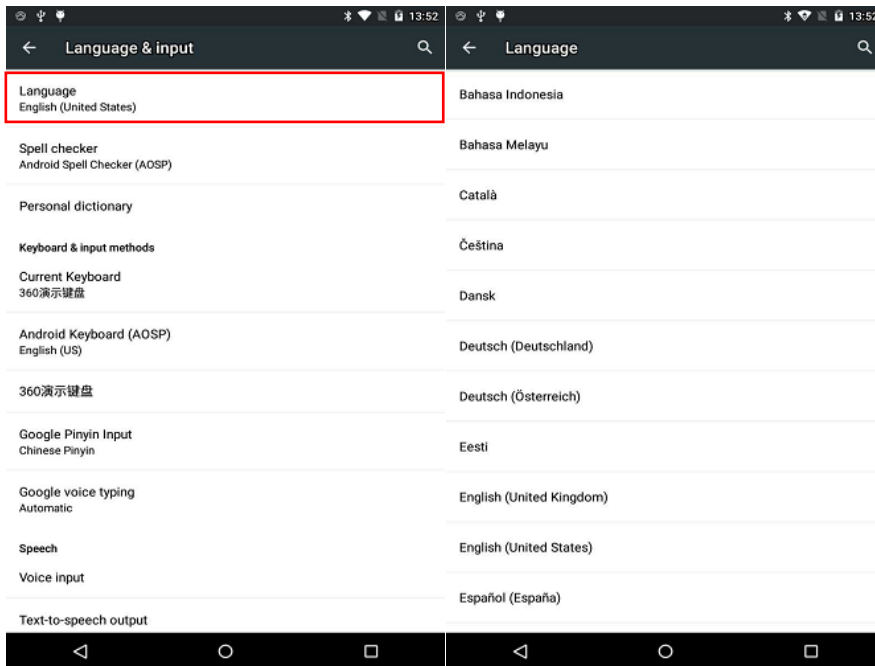 13:52
Language & input
Language
English (United States)
Spell checker
Android Spell Checker (AOSP)
Personal dictionary
Keyboard & input methods
Current Keyboard
360演示键盘
Android Keyboard (AOSP)
English (US)
360演示键盘
Google Pinyin Input
Chinese Pinyin
Google voice typing
Automatic
Speech
Voice input
Text-to-speech output
13:52
Language
Bahasa Indonesia
Bahasa Melayu
Català
Čeština
Dansk
Deutsch (Deutschland)
Deutsch (Österreich)
Eesti
English (United Kingdom)
English (United States)
Español (España)